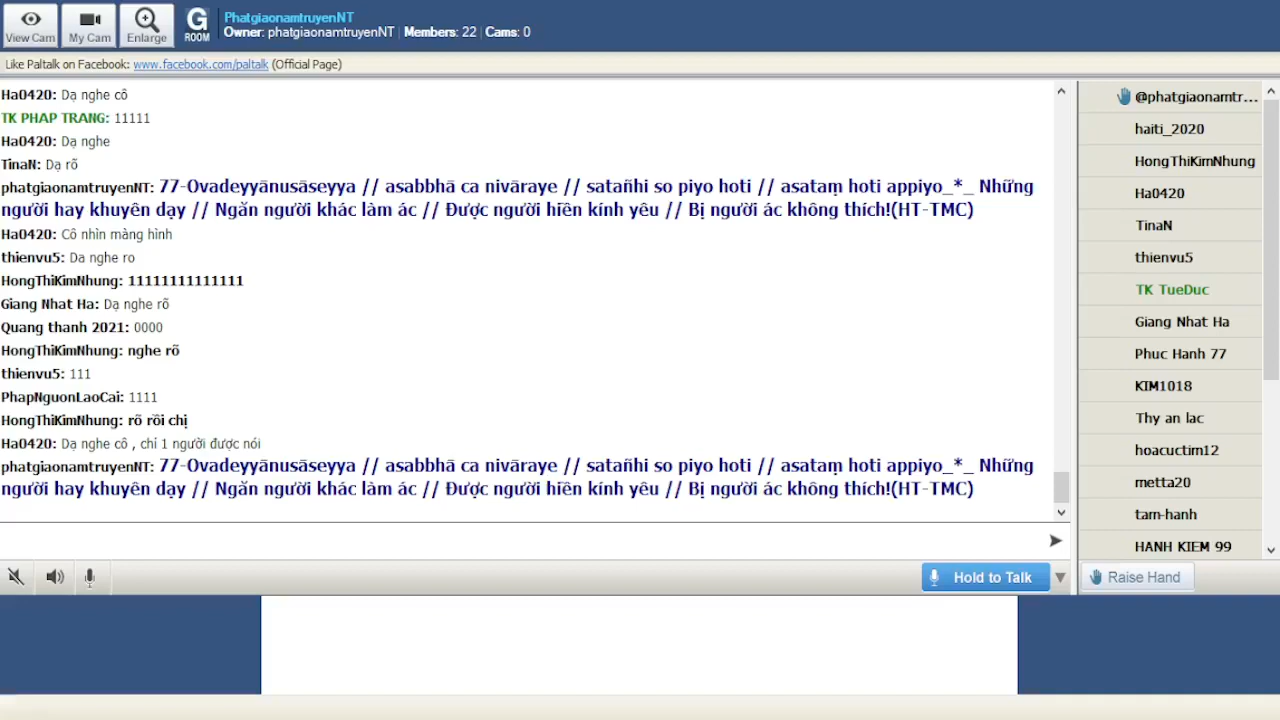 View Cam
My Cam
Enlarge
G
ROOM
PhatgiaonamtruyenNT
Owner: phatgiaonamtruyenNT | Members: 22 | Cams: 0
Like Paltalk on Facebook: www.facebook.com/paltalk (Official Page)
Ha0420: Dạ nghe cô
TK PHAP TRANG: 11111
Ha0420: Dạ nghe
TinaN: Dạ rõ
phatgiaonamtruyenNT: 77-Ovadeyyānusāseyya // asabbhā ca nivāraye // satañhi so piyo hoti // asataṃ hoti appiyo_*_ Những
người hay khuyên dạy // Ngăn người khác làm ác // Được người hiền kính yêu // Bị người ác không thích!(HT-TMC)
Ha0420: Cô nhìn màng hình
thienvu5: Da nghe ro
HongThiKimNhung: 11111111111111
Giang Nhat Ha: Dạ nghe rõ
Quang thanh 2021: 0000
HongThiKimNhung: nghe rõ
thienvu5: 111
PhapNguonLaoCai: 1111
HongThiKimNhung: rõ rồi chị
Ha0420: Dạ nghe cô , chỉ 1 người được nói
phatgiaonamtruyenNT: 77-Ovadeyyānusāseyya // asabbhā ca nivāraye // satañhi so piyo hoti // asataṃ hoti appiyo_*_ Những
người hay khuyên dạy // Ngăn người khác làm ác // Được người hiền kính yêu // Bị người ác không thích!(HT-TMC)
Hold to Talk
@phatgiaonamtr...
haiti_2020
HongThiKimNhung
Ha0420
TinaN
thienvu5
TK TueDuc
Giang Nhat Ha
Phuc Hanh 77
KIM1018
Thy an lac
hoacuctim12
metta20
tam-hanh
HANH KIEM 99
Raise Hand